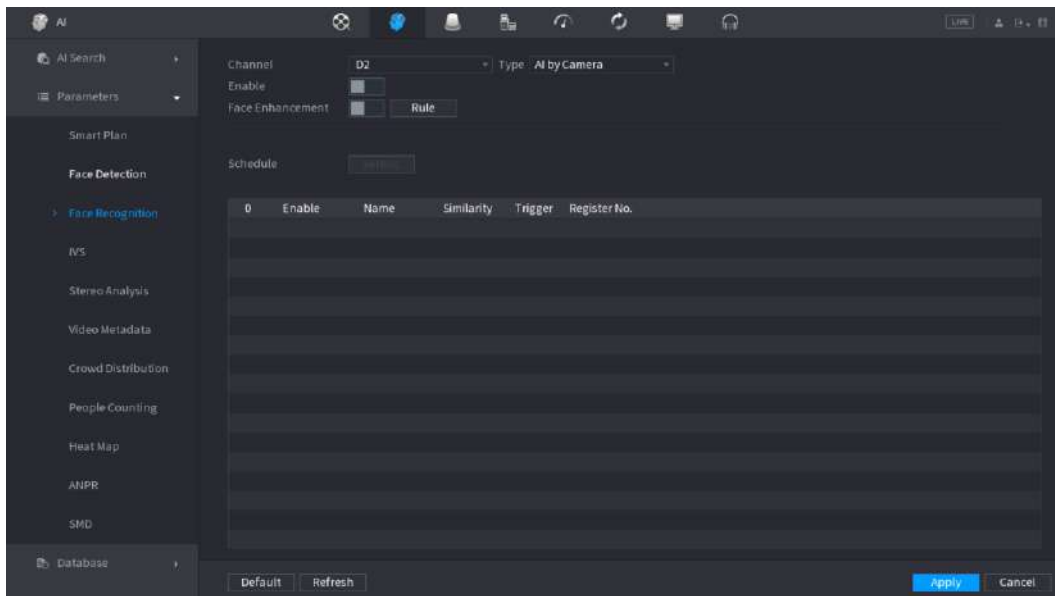 AI
LIVE
AI Search
Parameters
Smart Plan
Face Detection
Face Recognition
IVS
Stereo Analysis
Video Metadata
Crowd Distribution
People Counting
Heat Map
ANPR
SMD
Database
Channel D2 Type AI by Camera
Enable
Face Enhancement Rule
Schedule
0 Enable Name Similarity Trigger Register No.
Default Refresh Apply Cancel